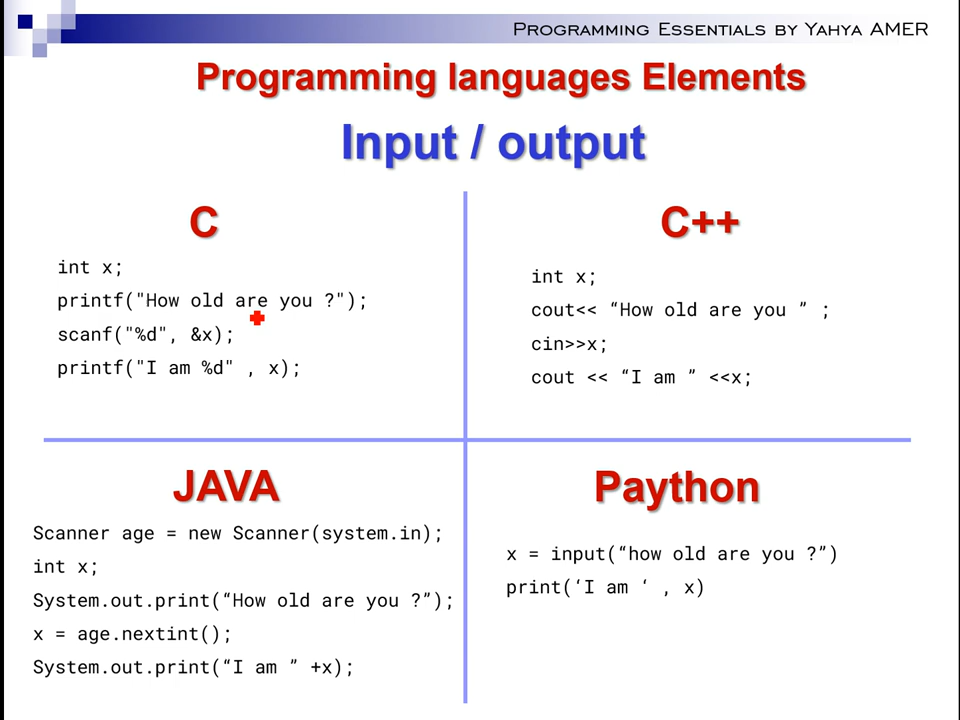 Programming Essentials by Yahya AMER
Programming languages Elements
Input / output
C
int x;
printf("How old are you ?");
scanf("%d", &x);
printf("I am %d" , x);
C++
int x;
cout<< “How old are you ” ;
cin>>x;
cout << “I am ” <<x;
JAVA
Scanner age = new Scanner(system.in);
int x;
System.out.print(“How old are you ?”);
x = age.nextint();
System.out.print(“I am ” +x);
Paython
x = input(“how old are you ?”)
print(‘I am ‘ , x)